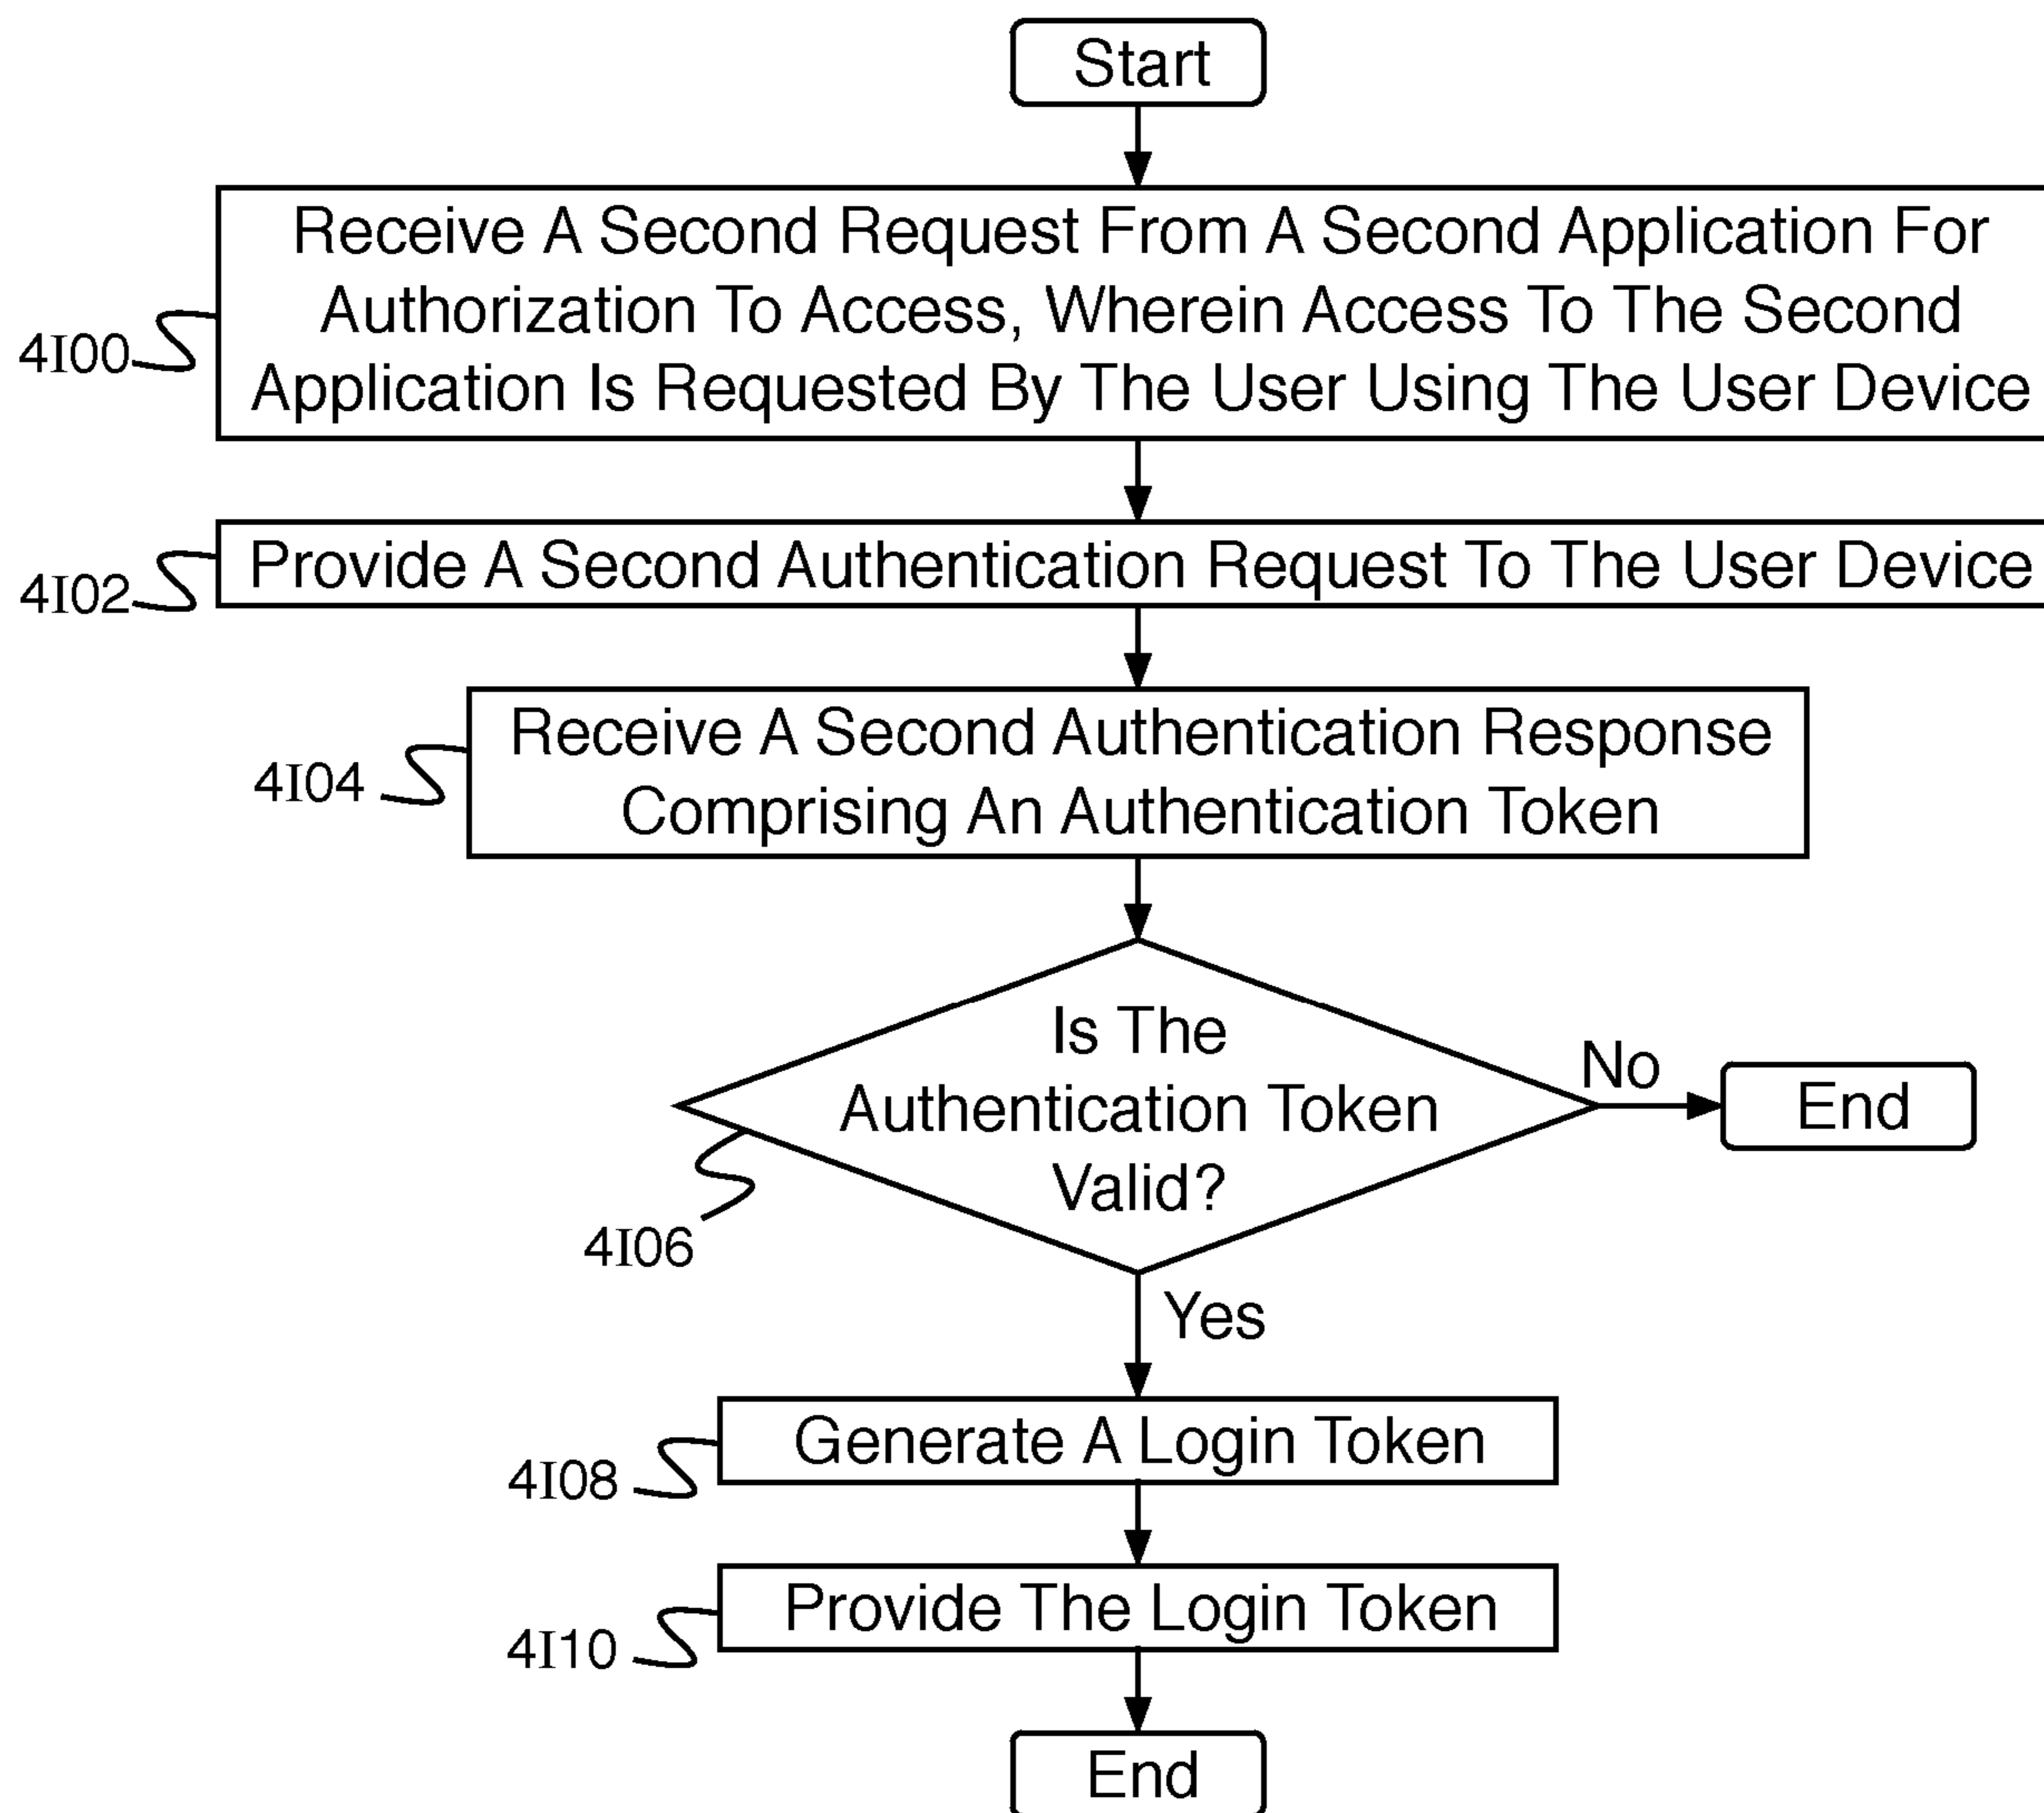 Start
Receive A Second Request From A Second Application For
Authorization To Access, Wherein Access To The Second
Application Is Requested By The User Using The User Device
4I00
Provide A Second Authentication Request To The User Device
4I02
Receive A Second Authentication Response
Comprising An Authentication Token
4I04
Is The
Authentication Token
Valid?
No
End
4I06
Yes
Generate A Login Token
4I08
Provide The Login Token
4I10
End